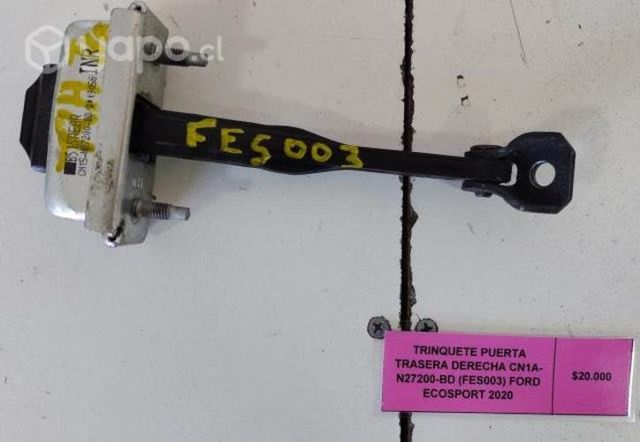 yapo.cl
FES003
TRINQUETE PUERTA
TRASERA DERECHA CN1A-
N27200-BD (FES003) FORD
ECOSPORT 2020
$20.000